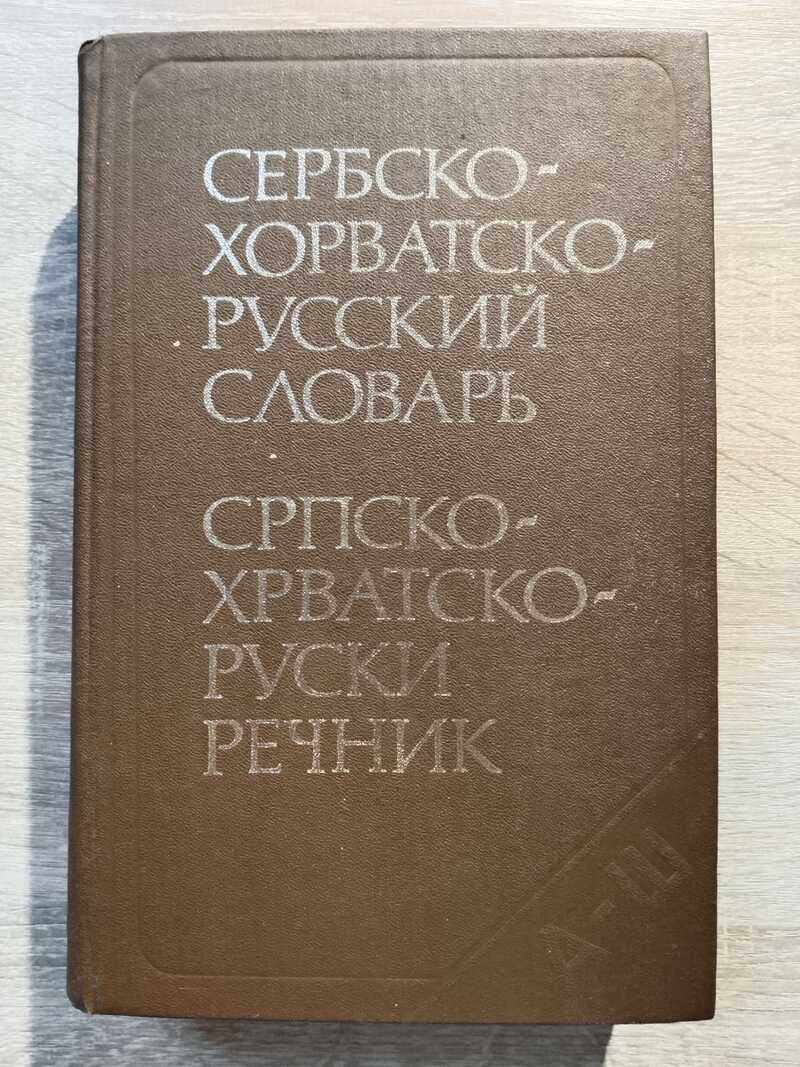 СЕРБСКО-
ХОРВАТСКО-
РУССКИЙ
СЛОВАРЬ
СРПСКО-
ХРВАТСКО-
РУСКИ
РЕЧНИК
А-Ш